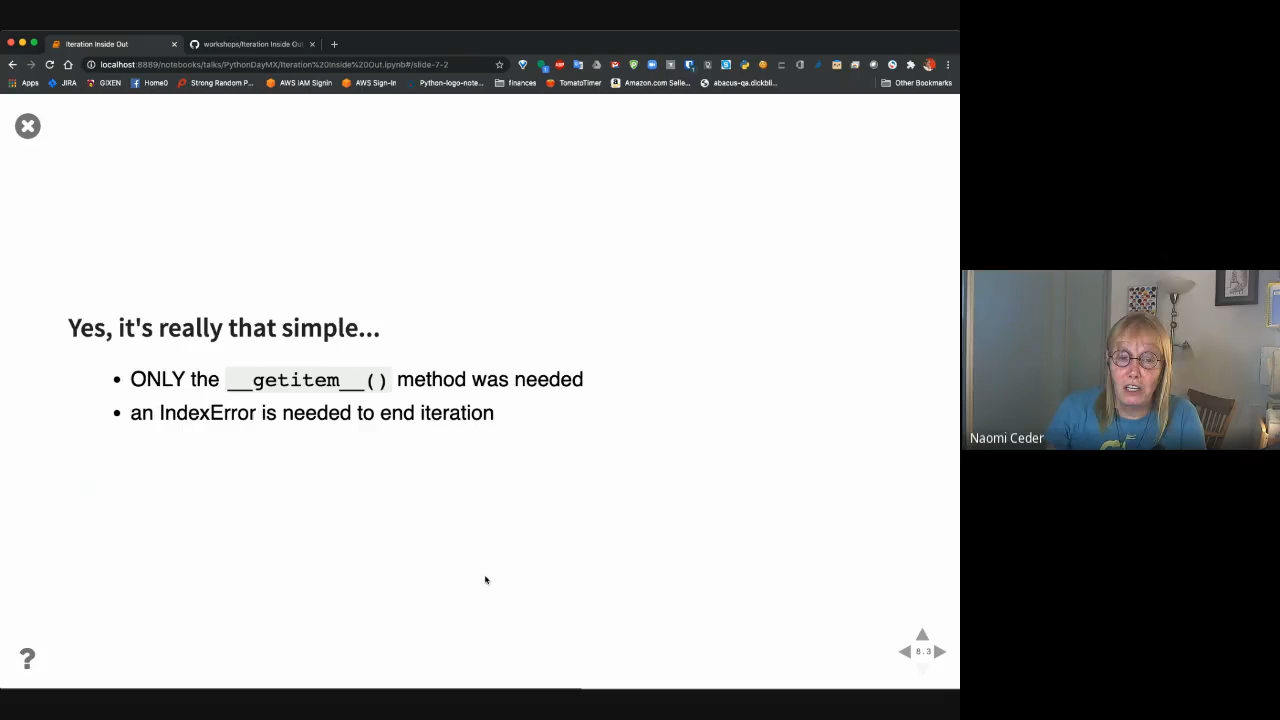 Iteration Inside Out
workshops/Iteration Inside Out
localhost:8889/notebooks/talks/PythonDayMX/Iteration%20Inside%20Out.ipynb#/slide-7-2
Apps JIRA GIXEN Home0 Strong Random P... AWS IAM Signin AWS Sign-In Python-logo-note... finances TomatoTimer Amazon.com Selle... abacus-qa.dickbli... Other Bookmarks
Yes, it's really that simple...
• ONLY the __getitem__() method was needed
• an IndexError is needed to end iteration
Naomi Ceder
?
8.3